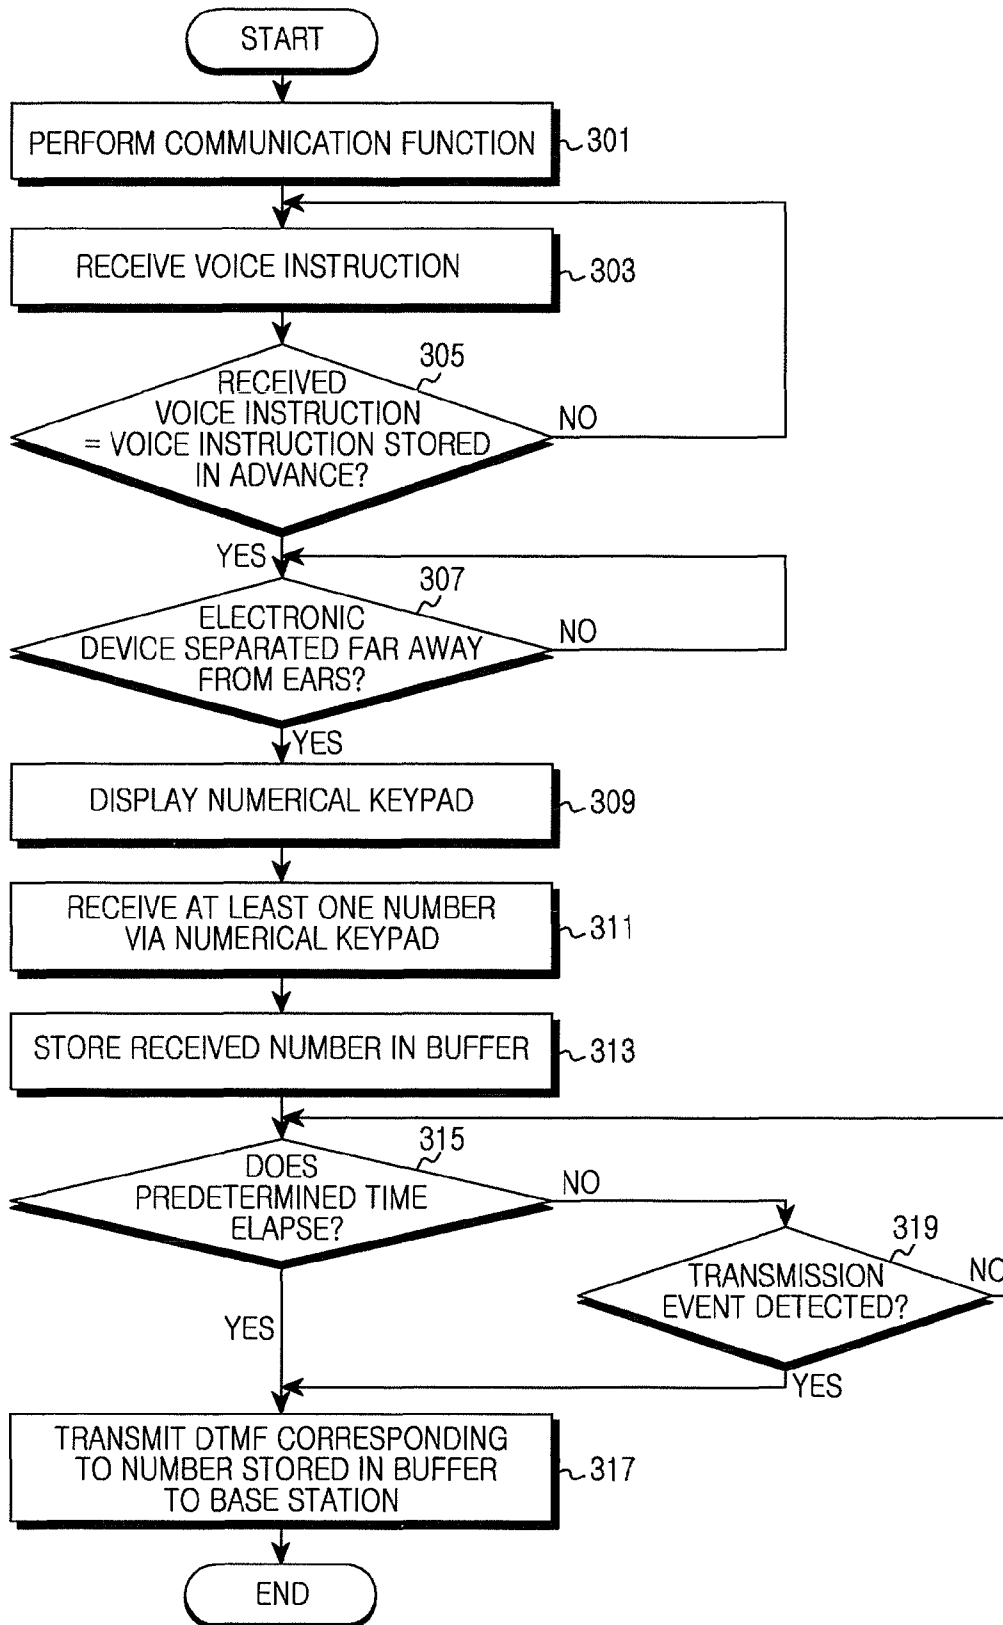 START
PERFORM COMMUNICATION FUNCTION
301
RECEIVE VOICE INSTRUCTION
303
305
RECEIVED
VOICE INSTRUCTION
= VOICE INSTRUCTION STORED
IN ADVANCE?
NO
YES
307
ELECTRONIC
DEVICE SEPARATED FAR AWAY
FROM EARS?
NO
YES
DISPLAY NUMERICAL KEYPAD
309
RECEIVE AT LEAST ONE NUMBER
VIA NUMERICAL KEYPAD
311
STORE RECEIVED NUMBER IN BUFFER
313
315
DOES
PREDETERMINED TIME
ELAPSE?
NO
319
TRANSMISSION
EVENT DETECTED?
NO
YES
YES
TRANSMIT DTMF CORRESPONDING
TO NUMBER STORED IN BUFFER
TO BASE STATION
317
END